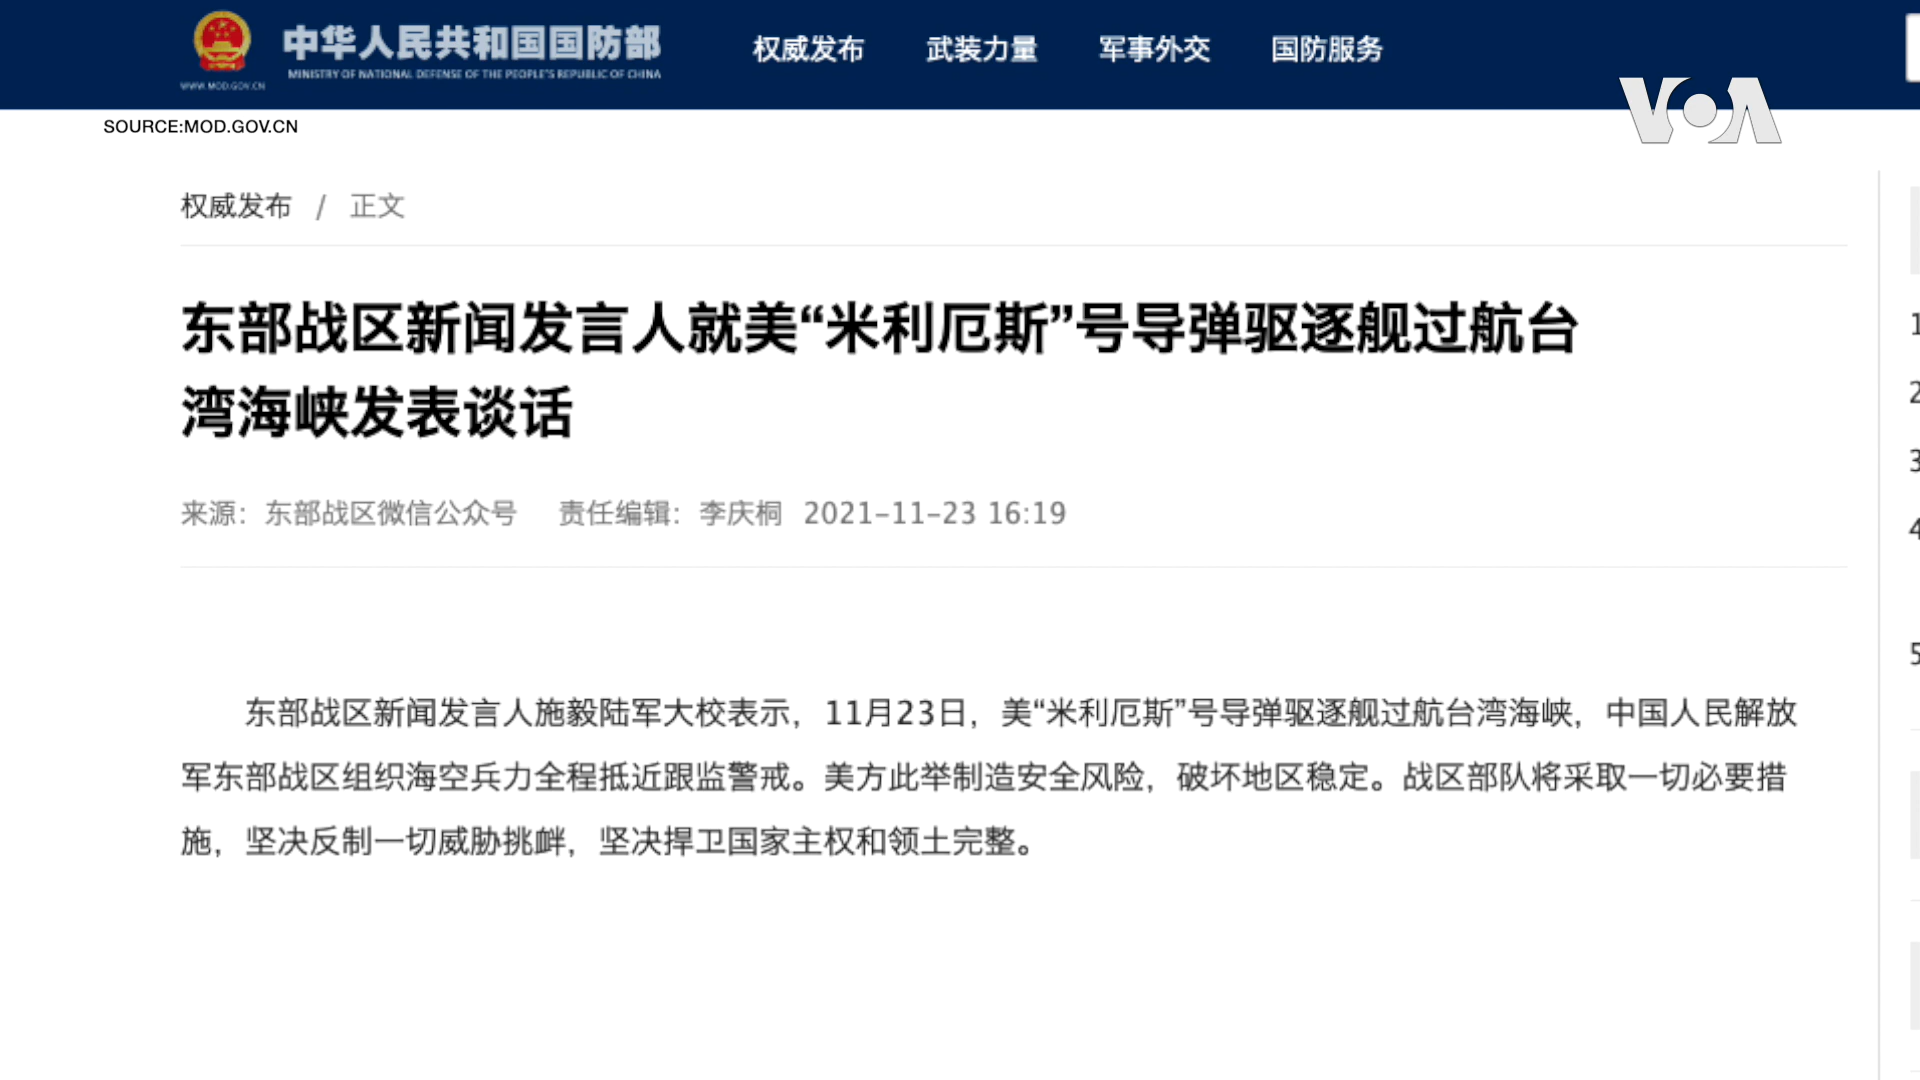 中华人民共和国国防部
MINISTRY OF NATIONAL DEFENSE OF THE PEOPLE'S REPUBLIC OF CHINA
WWW.MOD.GOV.CN
权威发布 武装力量 军事外交 国防服务
VOA
SOURCE:MOD.GOV.CN
权威发布 / 正文
东部战区新闻发言人就美“米利厄斯”号导弹驱逐舰过航台
湾海峡发表谈话
来源：东部战区微信公众号 责任编辑：李庆桐 2021-11-23 16:19
东部战区新闻发言人施毅陆军大校表示，11月23日，美“米利厄斯”号导弹驱逐舰过航台湾海峡，中国人民解放
军东部战区组织海空兵力全程抵近跟监警戒。美方此举制造安全风险，破坏地区稳定。战区部队将采取一切必要措
施，坚决反制一切威胁挑衅，坚决捍卫国家主权和领土完整。
1
2
3
4
5